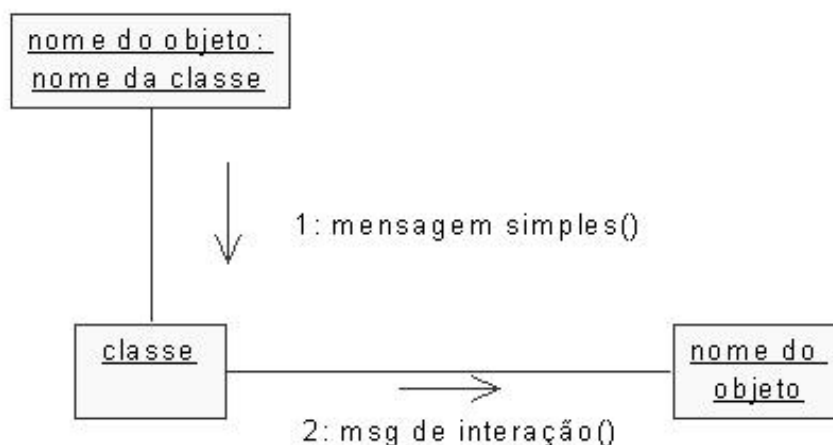 nome do objeto:
nome da classe
1: mensagem simples()
classe
nome do
objeto
2: msg de interação()